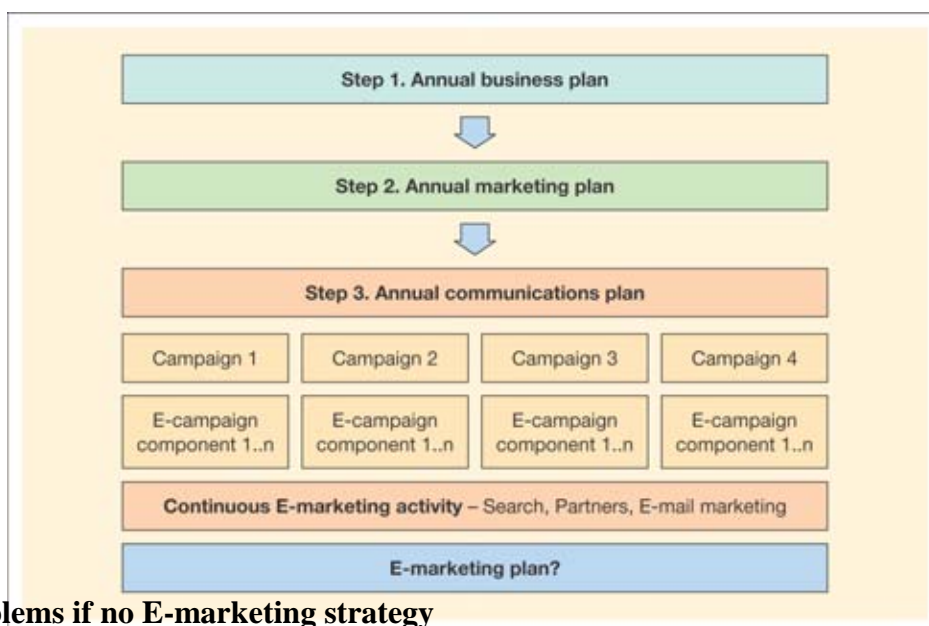 Step 1. Annual business plan
Step 2. Annual marketing plan
Step 3. Annual communications plan
Campaign 1
Campaign 2
Campaign 3
Campaign 4
E-campaign
component 1..n
E-campaign
component 1..n
E-campaign
component 1..n
E-campaign
component 1..n
Continuous E-marketing activity – Search, Partners, E-mail marketing
E-marketing plan?
if no E-marketing strategy